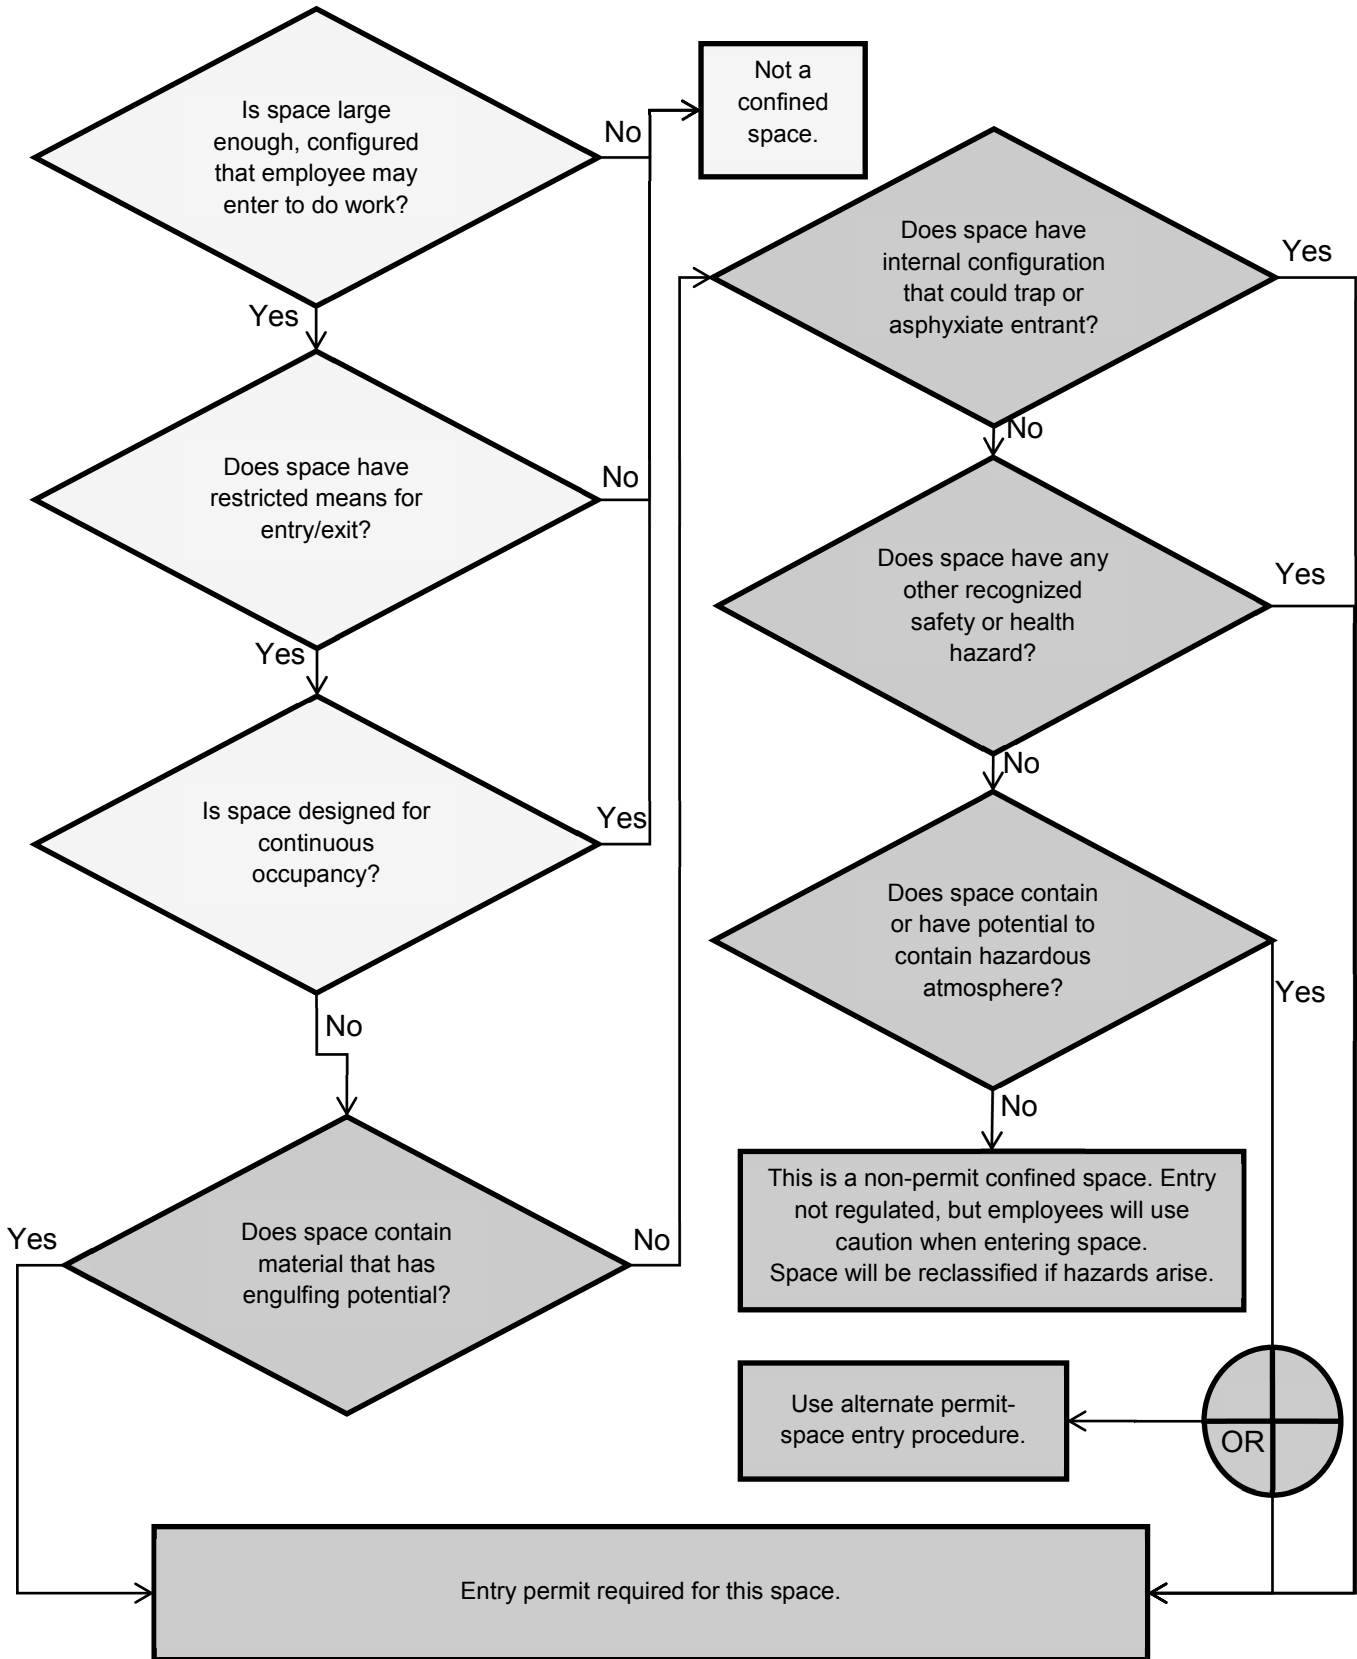 Is space large
enough, configured
that employee may
enter to do work?
No
Yes
Not a
confined
space.
Does space have
restricted means for
entry/exit?
No
Yes
Is space designed for
continuous
occupancy?
Yes
No
Does space contain
material that has
engulfing potential?
Yes
No
Does space have
internal configuration
that could trap or
asphyxiate entrant?
Yes
No
Does space have any
other recognized
safety or health
hazard?
Yes
No
Does space contain
or have potential to
contain hazardous
atmosphere?
Yes
No
This is a non-permit confined space. Entry
not regulated, but employees will use
caution when entering space.
Space will be reclassified if hazards arise.
Use alternate permit-
space entry procedure.
OR
Entry permit required for this space.